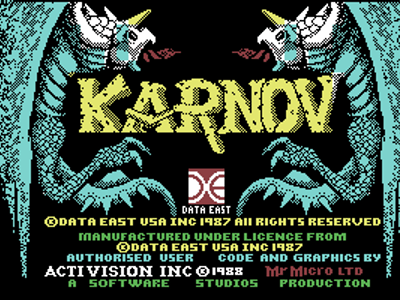 KARNOV
DATA EAST
©DATA EAST USA INC 1987 All RIGHTS RESERVED
MANUFACTURED UNDER LICENCE FROM
©DATA EAST USA INC 1987
AUTHORISED USER CODE AND GRAPHICS BY
ACTIVISION INC ©1988 Mr Micro LTD
A SOFTWARE STUDIOS PRODUCTION